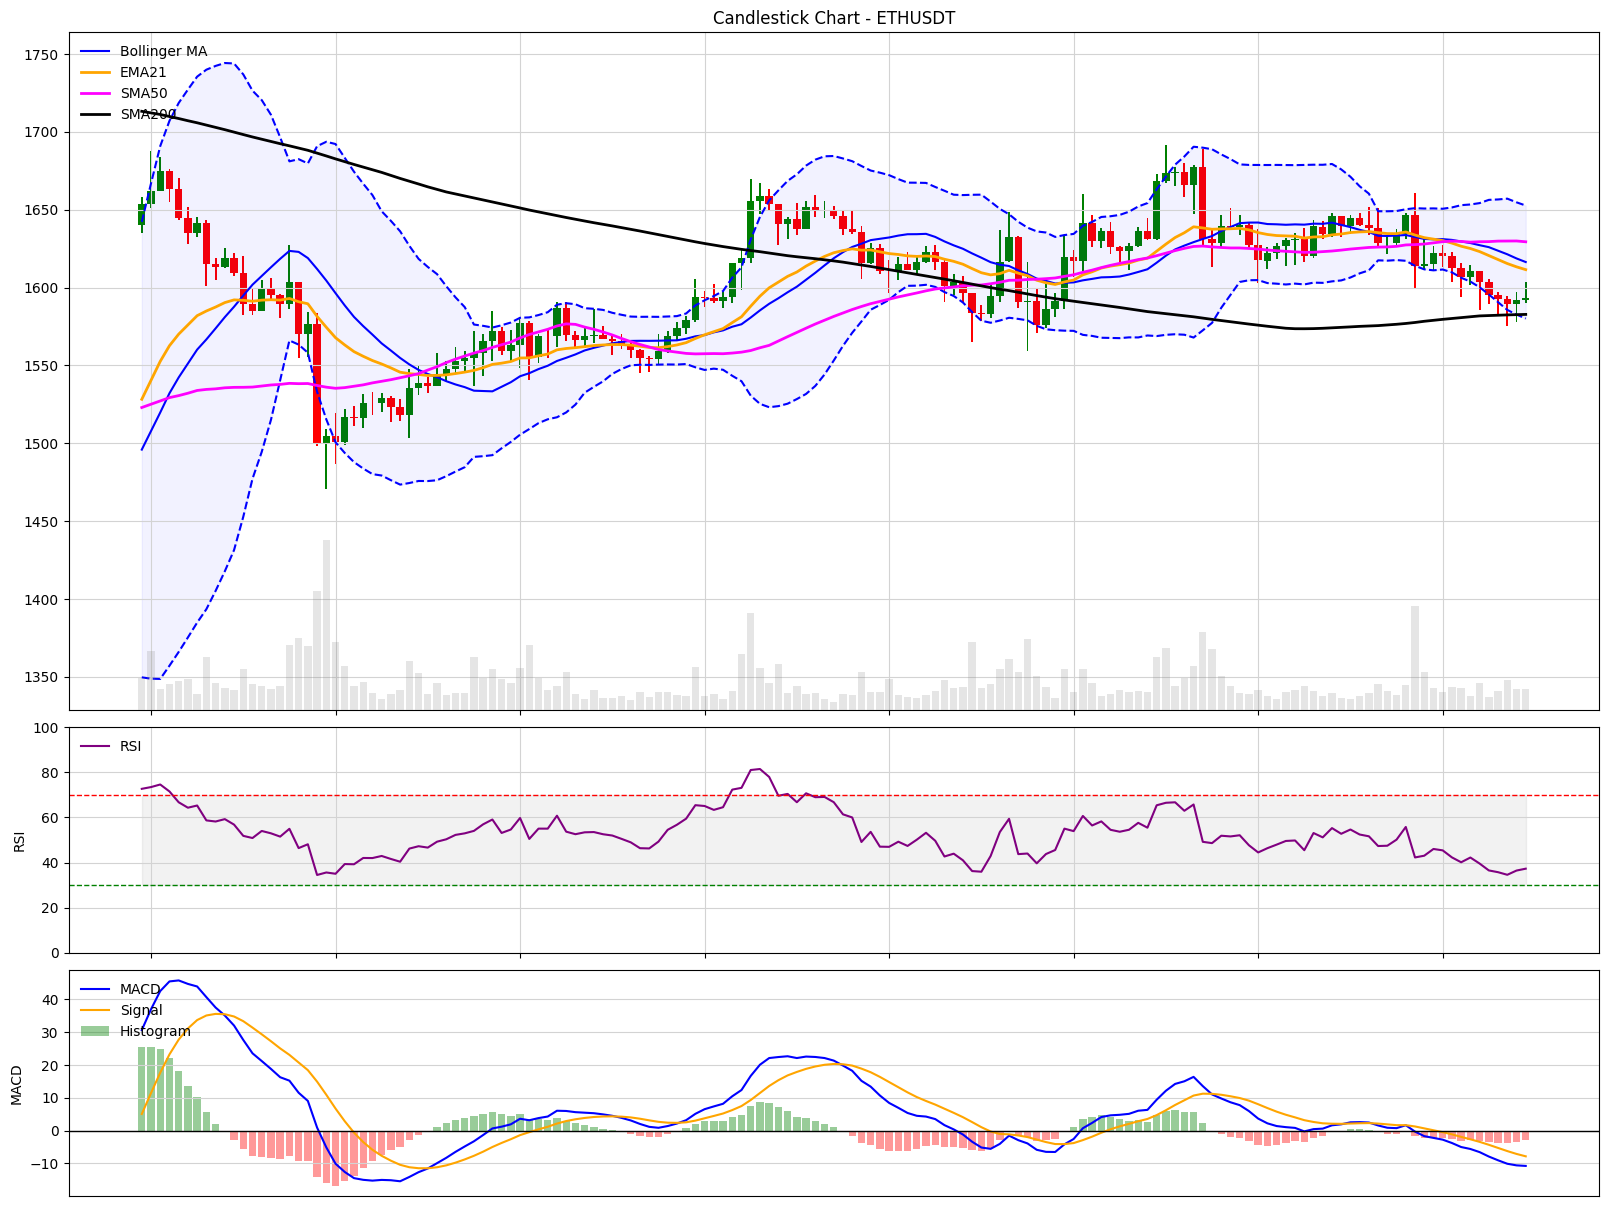 Candlestick Chart - ETHUSDT
Bollinger MA
EMA21
SMA50
SMA200
1750
1700
1650
1600
1550
1500
1450
1400
1350
RSI
100
80
60
40
20
0
RSI
MACD
Signal
Histogram
40
30
20
10
0
−10
MACD